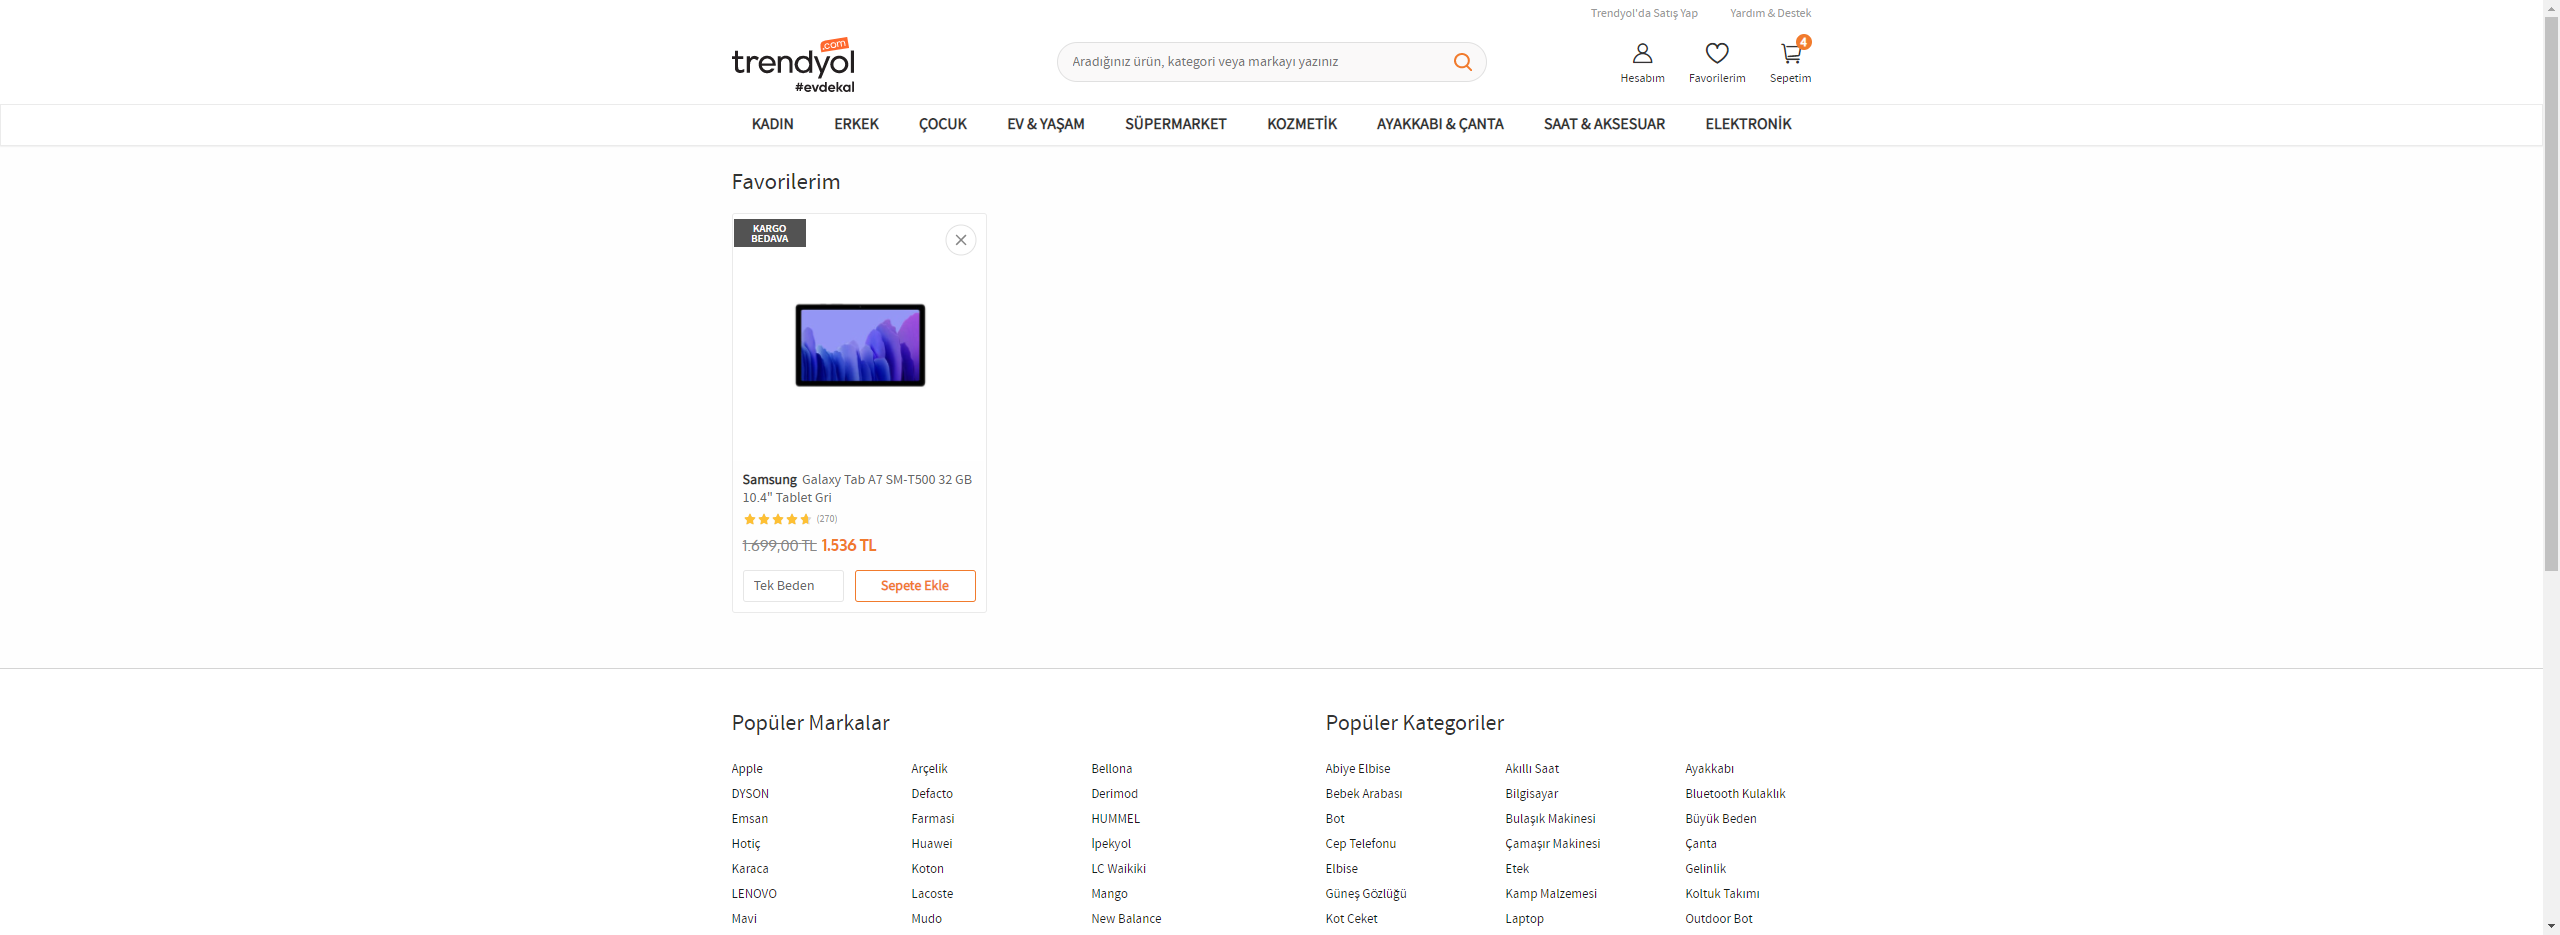 Trendyol'da Satış Yap Yardım & Destek
trendyol.com
#evdekal
Aradığınız ürün, kategori veya markayı yazınız
4
Hesabım Favorilerim Sepetim
KADIN ERKEK ÇOCUK EV & YAŞAM SÜPERMARKET KOZMETİK AYAKKABI & ÇANTA SAAT & AKSESUAR ELEKTRONİK
Favorilerim
KARGO
BEDAVA
Samsung Galaxy Tab A7 SM-T500 32 GB
10.4" Tablet Gri
(270)
1.699,00 TL 1.536 TL
Tek Beden Sepete Ekle
Popüler Markalar
Apple Arçelik Bellona
DYSON Defacto Derimod
Emsan Farmasi HUMMEL
Hotiç Huawei İpekyol
Karaca Koton LC Waikiki
LENOVO Lacoste Mango
Mavi Mudo New Balance
Popüler Kategoriler
Abiye Elbise Akıllı Saat Ayakkabı
Bebek Arabası Bilgisayar Bluetooth Kulaklık
Bot Bulaşık Makinesi Büyük Beden
Cep Telefonu Çamaşır Makinesi Çanta
Elbise Etek Gelinlik
Güneş Gözlüğü Kamp Malzemesi Koltuk Takımı
Kot Ceket Laptop Outdoor Bot